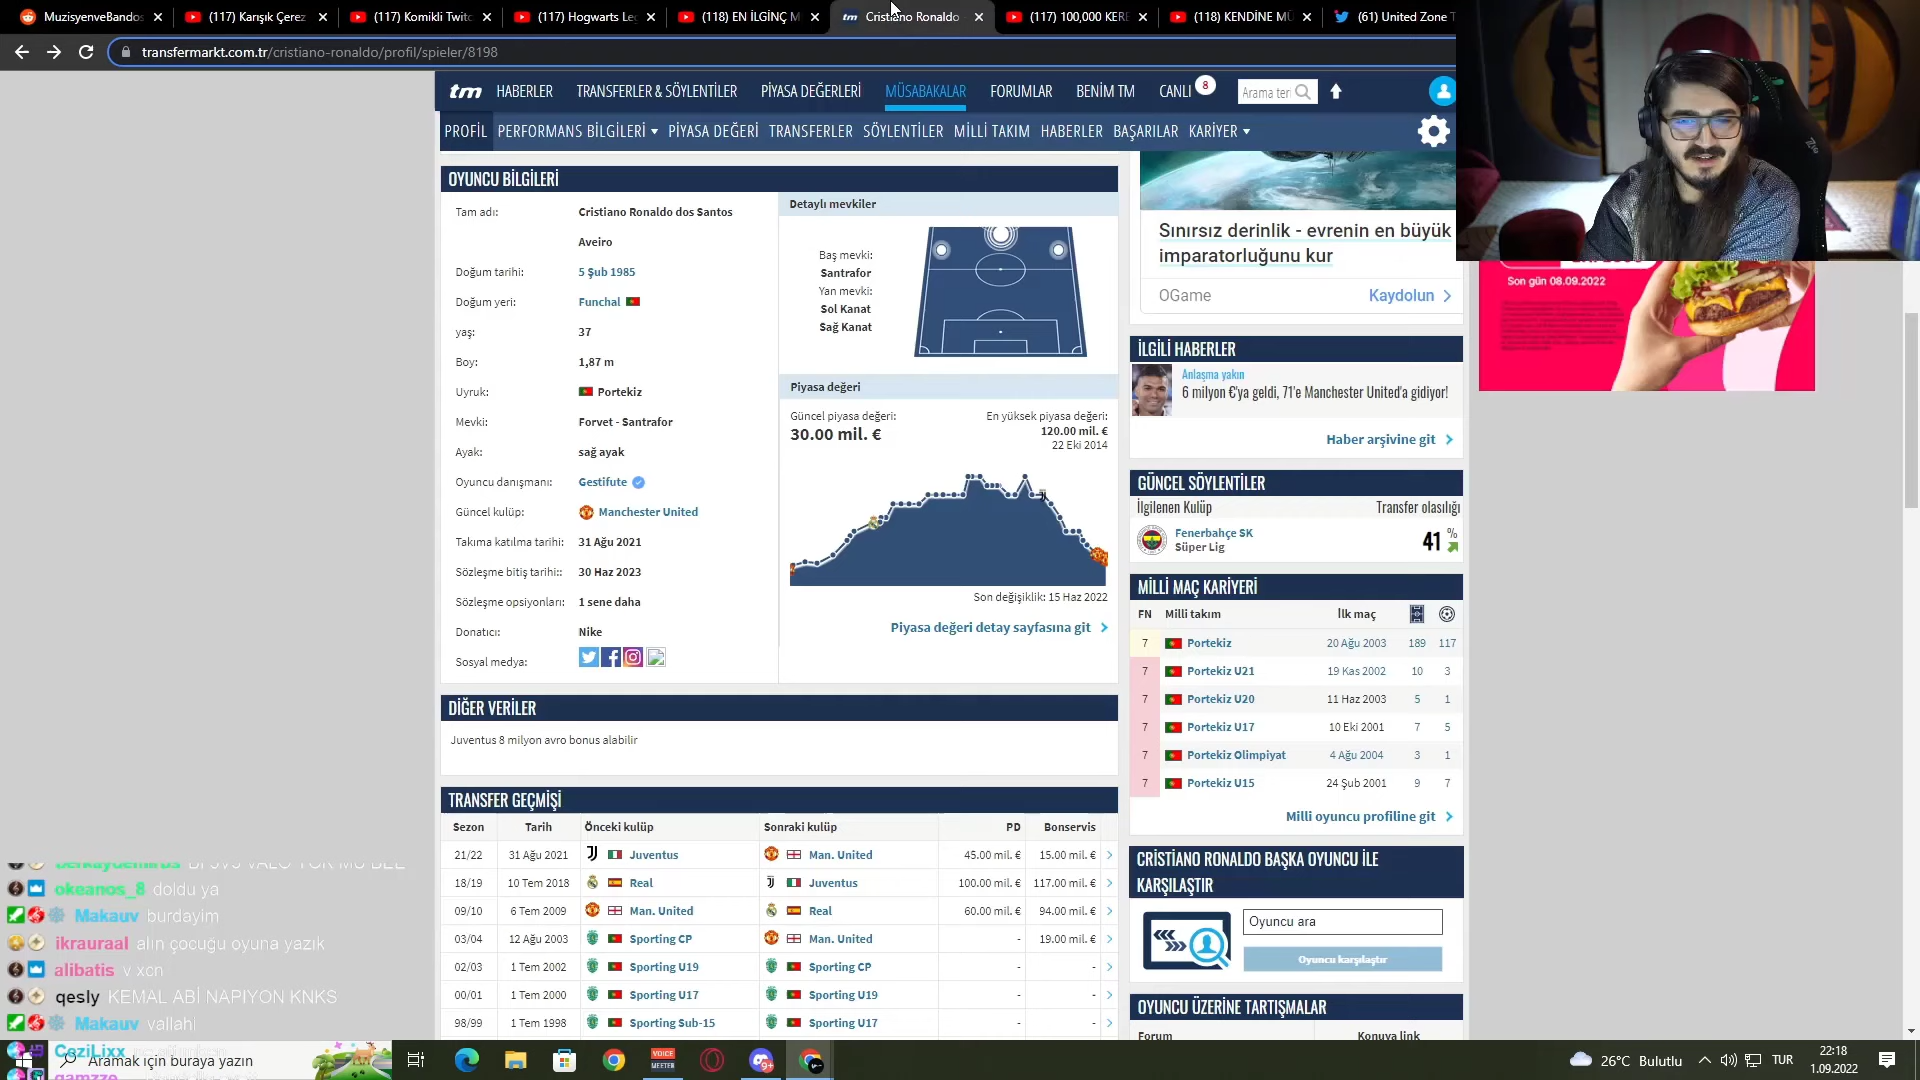 MuzisyenveBandos
(117) Karışık Çerez
(117) Komikli Twitc
(117) Hogwarts Leg
(118) EN İLGİNÇ M
Cristiano Ronaldo
(117) 100,000 KERE
(118) KENDİNE MÜ
(61) United Zone T
transfermarkt.com.tr/cristiano-ronaldo/profil/spieler/8198
tm HABERLER TRANSFERLER & SÖYLENTİLER PİYASA DEĞERLERİ MÜSABAKALAR FORUMLAR BENİM TM CANLI 8
Arama teri
PROFİL PERFORMANS BİLGİLERİ PİYASA DEĞERİ TRANSFERLER SÖYLENTİLER MİLLİ TAKIM HABERLER BAŞARILAR KARİYER
OYUNCU BİLGİLERİ
Tam adı: Cristiano Ronaldo dos Santos
Aveiro
Doğum tarihi: 5 Şub 1985
Doğum yeri: Funchal
yaş: 37
Boy: 1,87 m
Uyruk: Portekiz
Mevki: Forvet - Santrafor
Ayak: sağ ayak
Oyuncu danışmanı: Gestifute
Güncel kulüp: Manchester United
Takıma katılma tarihi: 31 Ağu 2021
Sözleşme bitiş tarihi:: 30 Haz 2023
Sözleşme opsiyonları: 1 sene daha
Donatıcı: Nike
Sosyal medya:
Detaylı mevkiler
Baş mevki:
Santrafor
Yan mevki:
Sol Kanat
Sağ Kanat
Piyasa değeri
Güncel piyasa değeri:
30.00 mil. €
En yüksek piyasa değeri:
120.00 mil. €
22 Eki 2014
Son değişiklik: 15 Haz 2022
Piyasa değeri detay sayfasına git
DİĞER VERİLER
Juventus 8 milyon avro bonus alabilir
TRANSFER GEÇMİŞİ
Sezon Tarih Önceki kulüp Sonraki kulüp PD Bonservis
21/22 31 Ağu 2021 Juventus Man. United 45.00 mil. € 15.00 mil. €
18/19 10 Tem 2018 Real Juventus 100.00 mil. € 117.00 mil. €
09/10 6 Tem 2009 Man. United Real 60.00 mil. € 94.00 mil. €
03/04 12 Ağu 2003 Sporting CP Man. United - 19.00 mil. €
02/03 1 Tem 2002 Sporting U19 Sporting CP - -
00/01 1 Tem 2000 Sporting U17 Sporting U19 - -
98/99 1 Tem 1998 Sporting Sub-15 Sporting U17 - -
Sınırsız derinlik - evrenin en büyük
imparatorluğunu kur
OGame Kaydolun
Son gün 08.09.2022
İLGİLİ HABERLER
Anlaşma yakın
6 milyon €'ya geldi, 71'e Manchester United'a gidiyor!
Haber arşivine git
GÜNCEL SÖYLENTİLER
İlgilenen Kulüp Transfer olasılığı
Fenerbahçe SK
Süper Lig
41 %
MİLLİ MAÇ KARİYERİ
FN Milli takım İlk maç
7 Portekiz 20 Ağu 2003 189 117
7 Portekiz U21 19 Kas 2002 10 3
7 Portekiz U20 11 Haz 2003 5 1
7 Portekiz U17 10 Eki 2001 7 5
7 Portekiz Olimpiyat 4 Ağu 2004 3 1
7 Portekiz U15 24 Şub 2001 9 7
Milli oyuncu profiline git
CRISTIANO RONALDO BAŞKA OYUNCU İLE
KARŞILAŞTIR
Oyuncu ara
Oyuncu karşılaştır
OYUNCU ÜZERİNE TARTIŞMALAR
Forum Konuya link
okeanos_8 doldu ya
Makauv burdayim
ikrauraal alın çocuğu oyuna yazık
alibatis v xcn
qesly KEMAL ABİ NAPIYON KNKS
Makauv vallahi
CoziLixx
Aramak için buraya yazın
VOICE
MEETER
9+
26°C Bulutlu
TUR
22:18
1.09.2022